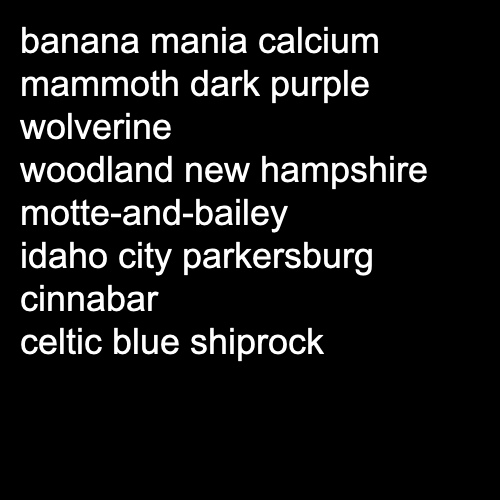 banana mania calcium
mammoth dark purple
wolverine
woodland new hampshire
motte-and-bailey
idaho city parkersburg
cinnabar
celtic blue shiprock